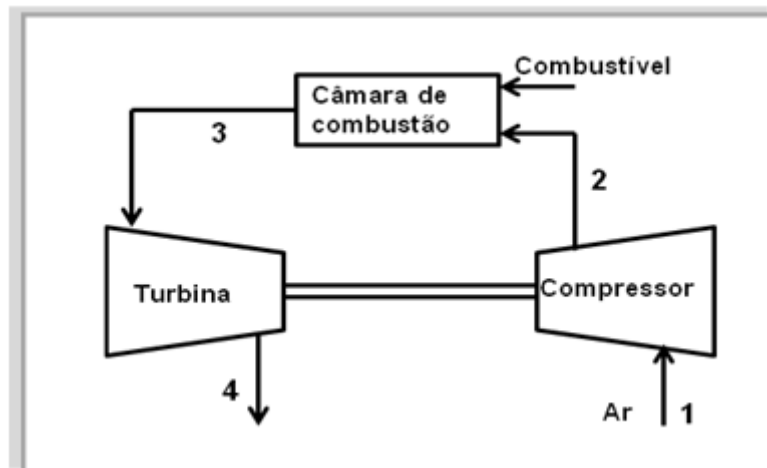 Combustível
Câmara de
combustão
3
2
Turbina
Compressor
4
Ar
1